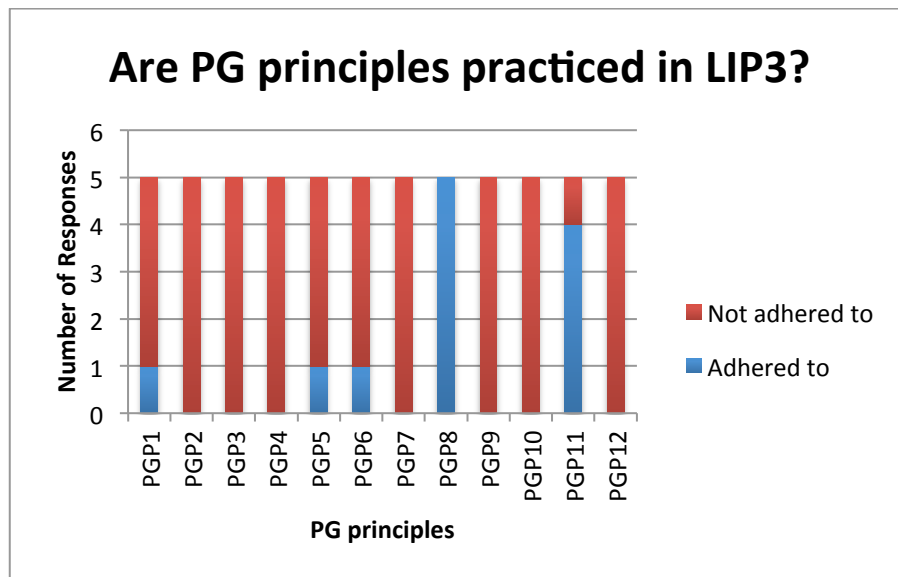 Are PG principles practiced in LIP3?
Number of Responses
6
5
4
3
2
1
0
PGP1
PGP2
PGP3
PGP4
PGP5
PGP6
PGP7
PGP8
PGP9
PGP10
PGP11
PGP12
PG principles
Not adhered to
Adhered to